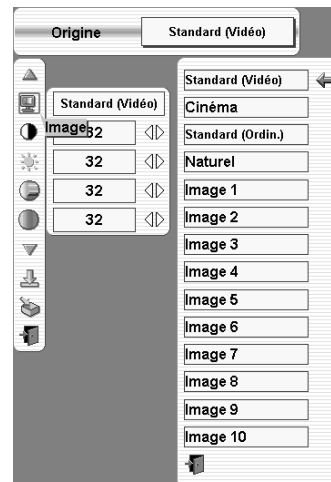 Origine
Standard (Vidéo)
Standard (Vidéo)
Image
32
32
32
32
Standard (Vidéo)
Cinéma
Standard (Ordin.)
Naturel
Image 1
Image 2
Image 3
Image 4
Image 5
Image 6
Image 7
Image 8
Image 9
Image 10